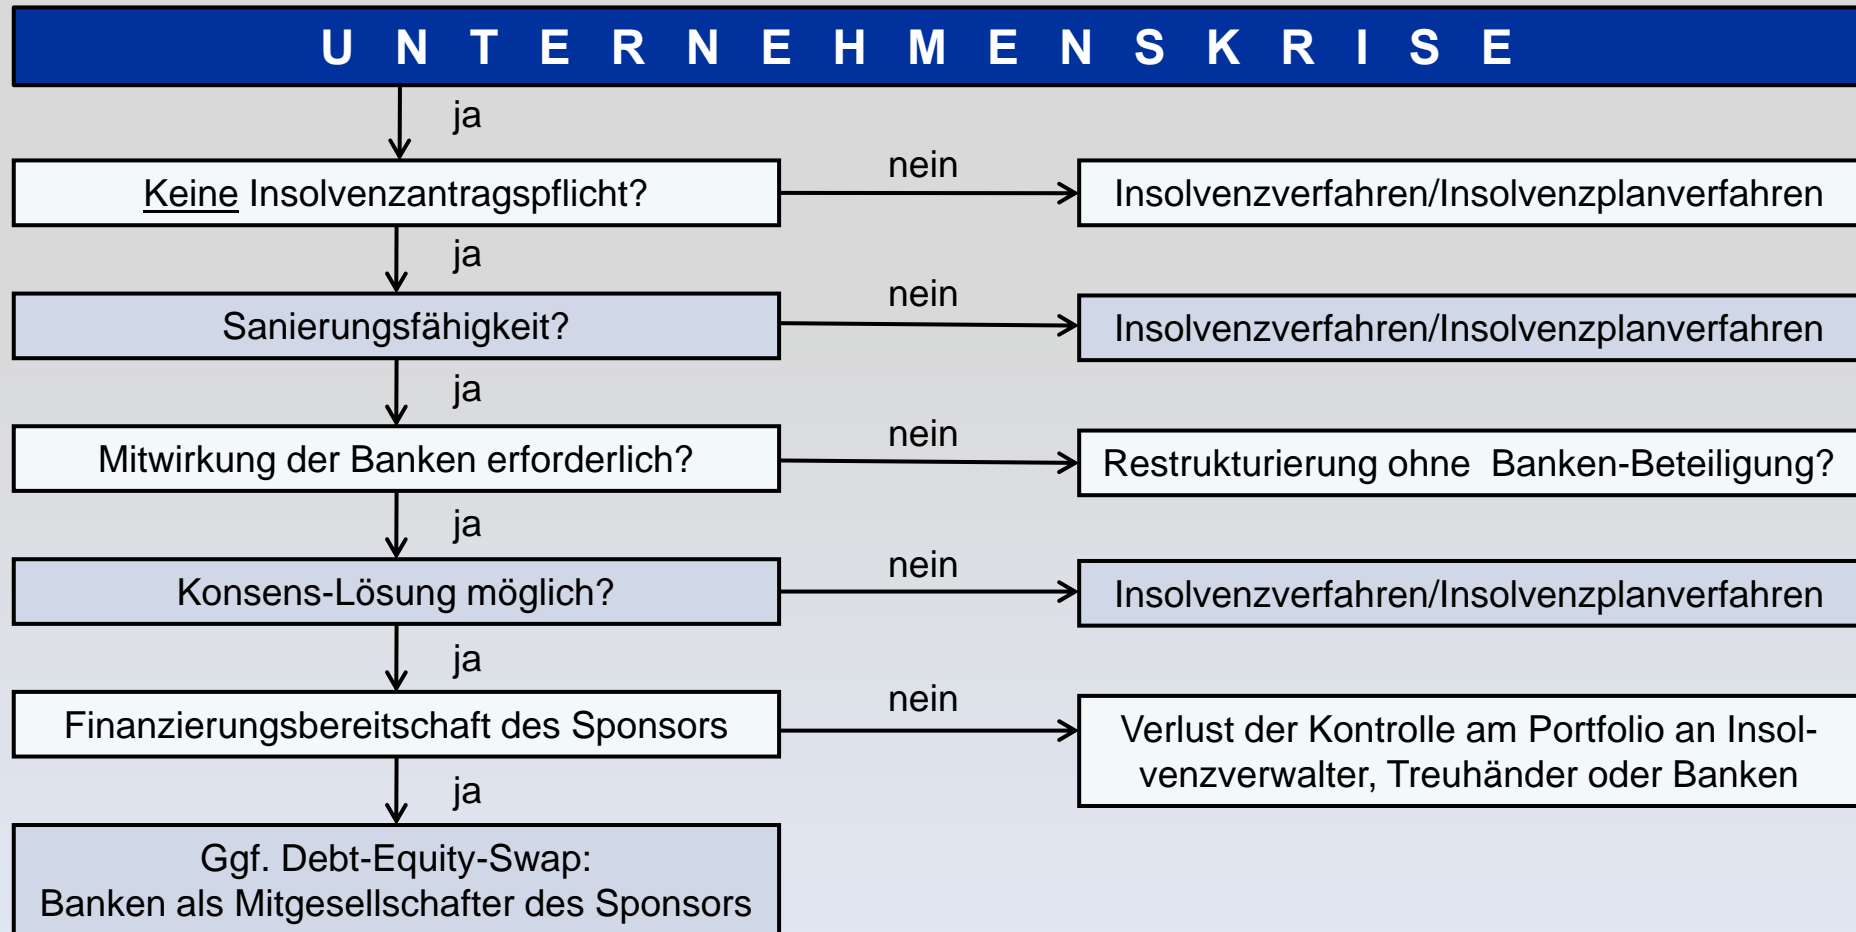 UNTERNEHMENSKRISE
ja
Keine Insolvenzantragspflicht?
nein
Insolvenzverfahren/Insolvenzplanverfahren
ja
Sanierungsfähigkeit?
nein
Insolvenzverfahren/Insolvenzplanverfahren
ja
Mitwirkung der Banken erforderlich?
nein
Restrukturierung ohne Banken-Beteiligung?
ja
Konsens-Lösung möglich?
nein
Insolvenzverfahren/Insolvenzplanverfahren
ja
Finanzierungsbereitschaft des Sponsors
nein
Verlust der Kontrolle am Portfolio an Insol-
venzverwalter, Treuhänder oder Banken
ja
Ggf. Debt-Equity-Swap:
Banken als Mitgesellschafter des Sponsors